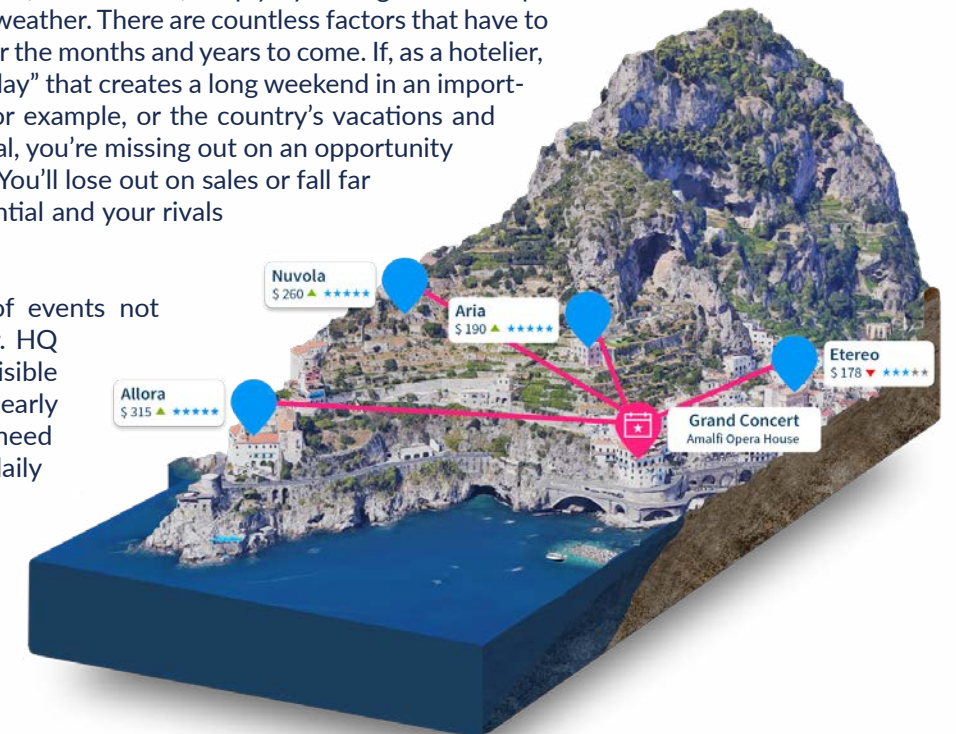 weather. There are countless factors that have to
r the months and years to come. If, as a hotelier,
lay” that creates a long weekend in an import-
or example, or the country’s vacations and
al, you’re missing out on an opportunity
You’ll lose out on sales or fall far
ntial and your rivals
of events not
. HQ
isible
early
need
daily
Nuvola
$ 260
Aria
$ 190
Etereo
$ 178
Allora
$ 315
Grand Concert
Amalfi Opera House